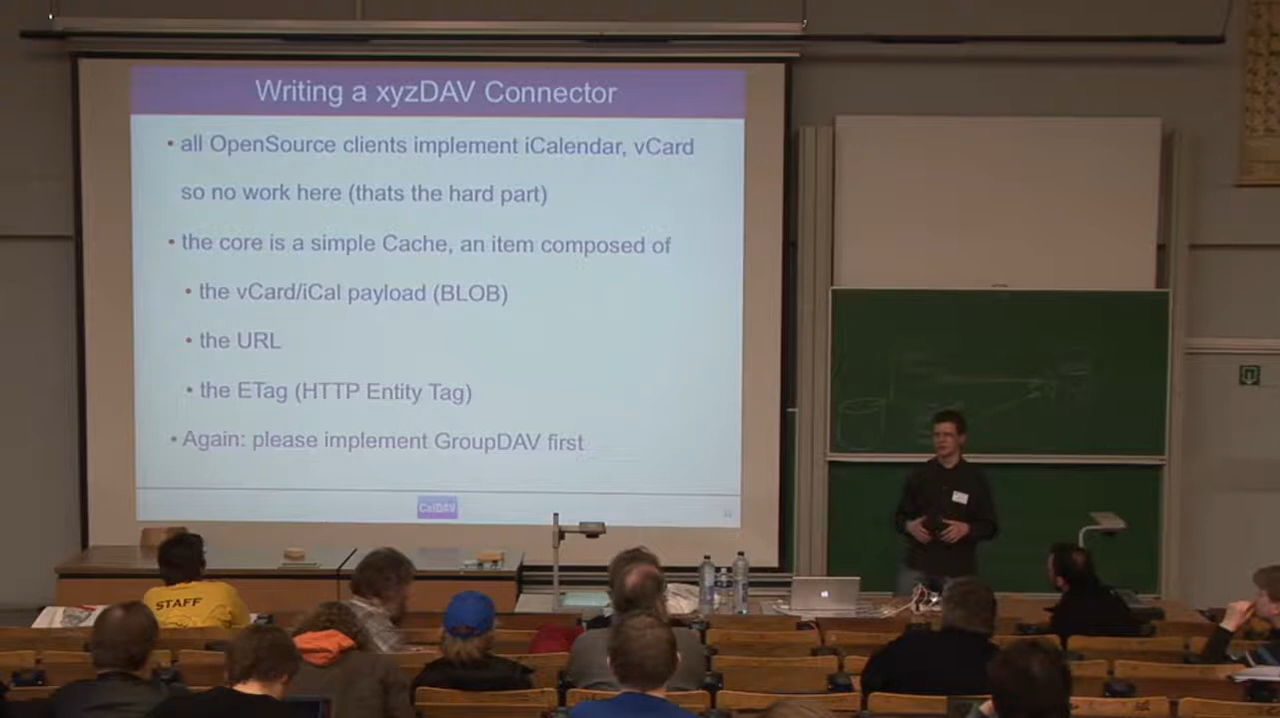 Writing a xyzDAV Connector
• all OpenSource clients implement iCalendar, vCard
so no work here (thats the hard part)
• the core is a simple Cache, an item composed of
• the vCard/iCal payload (BLOB)
• the URL
• the ETag (HTTP Entity Tag)
• Again: please implement GroupDAV first
CalDAV
STAFF